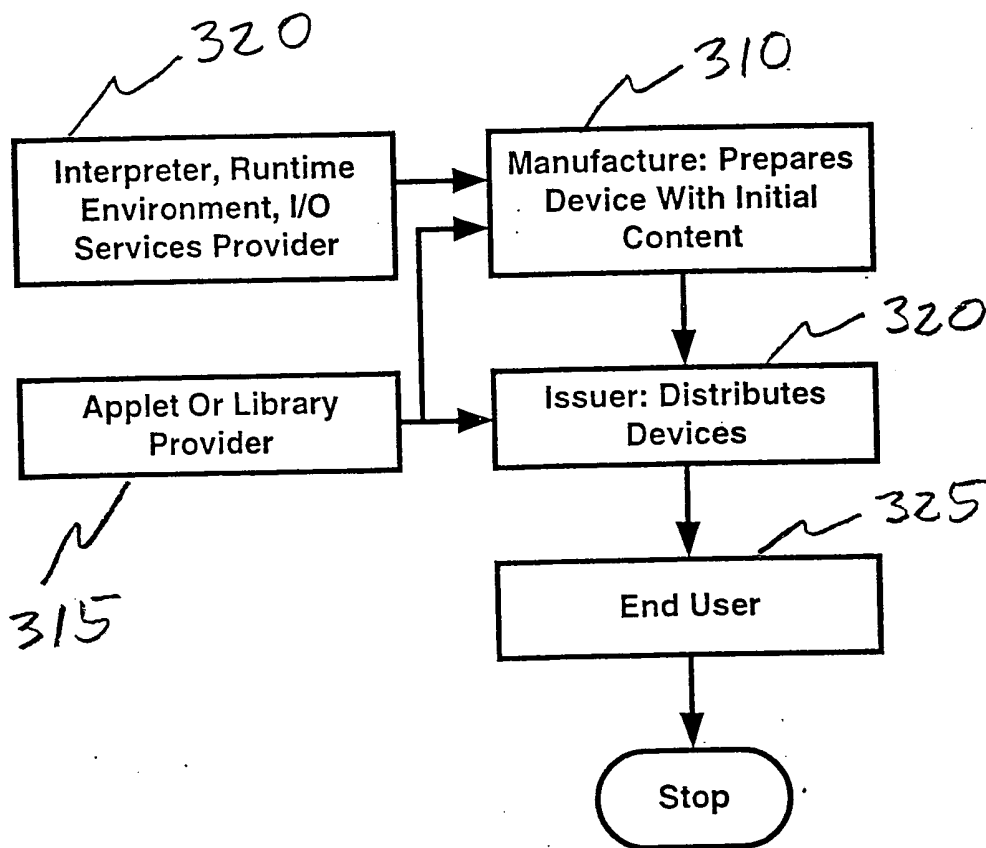 320
310
Interpreter, Runtime
Environment, I/O
Services Provider
Manufacture: Prepares
Device With Initial
Content
320
Applet Or Library
Provider
Issuer: Distributes
Devices
325
315
End User
Stop